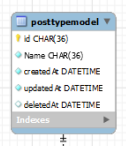 posttypemodel
id CHAR(36)
Name CHAR(36)
createdAt DATETIME
updatedAt DATETIME
deletedAt DATETIME
Indexes